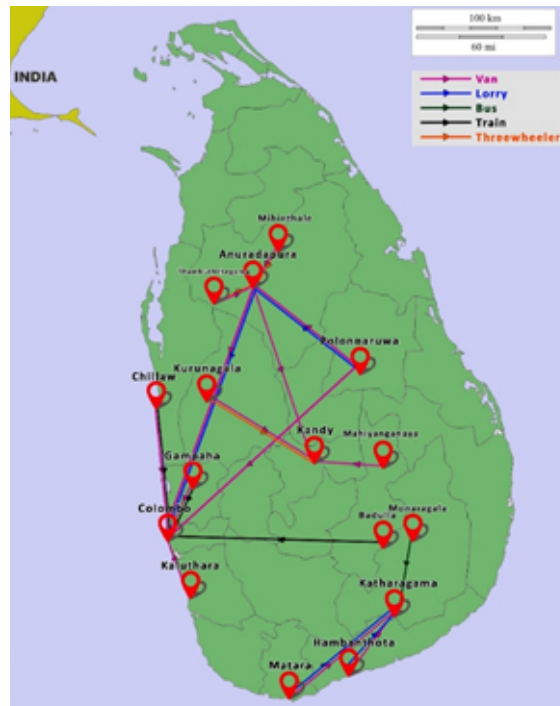 100 km
60 mi
INDIA
Van
Lorry
Bus
Train
Threewheeler
Mihinthale
Anuradapura
Polonnaruwa
Chillaw
Kurunagala
Kandy
Mahiyanganaya
Gampaha
Colombo
Badulla
Monaragala
Kaluthara
Katharagama
Hambanthota
Matara